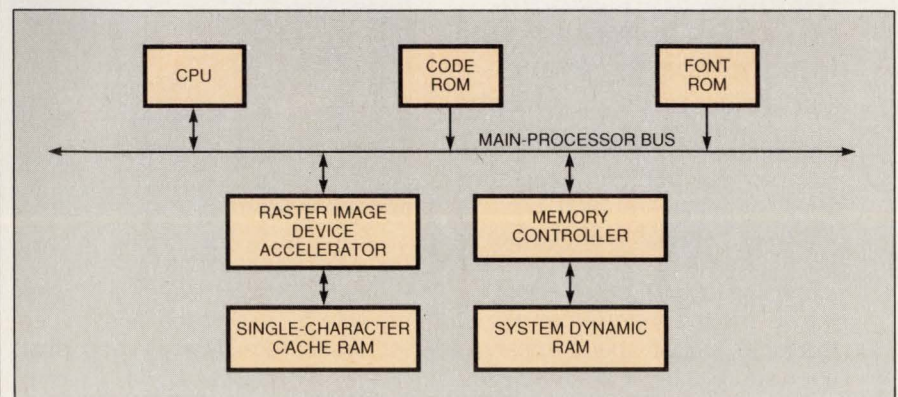 CPU
CODE
ROM
FONT
ROM
MAIN-PROCESSOR BUS
RASTER IMAGE
DEVICE
ACCELERATOR
MEMORY
CONTROLLER
SINGLE-CHARACTER
CACHE RAM
SYSTEM DYNAMIC
RAM